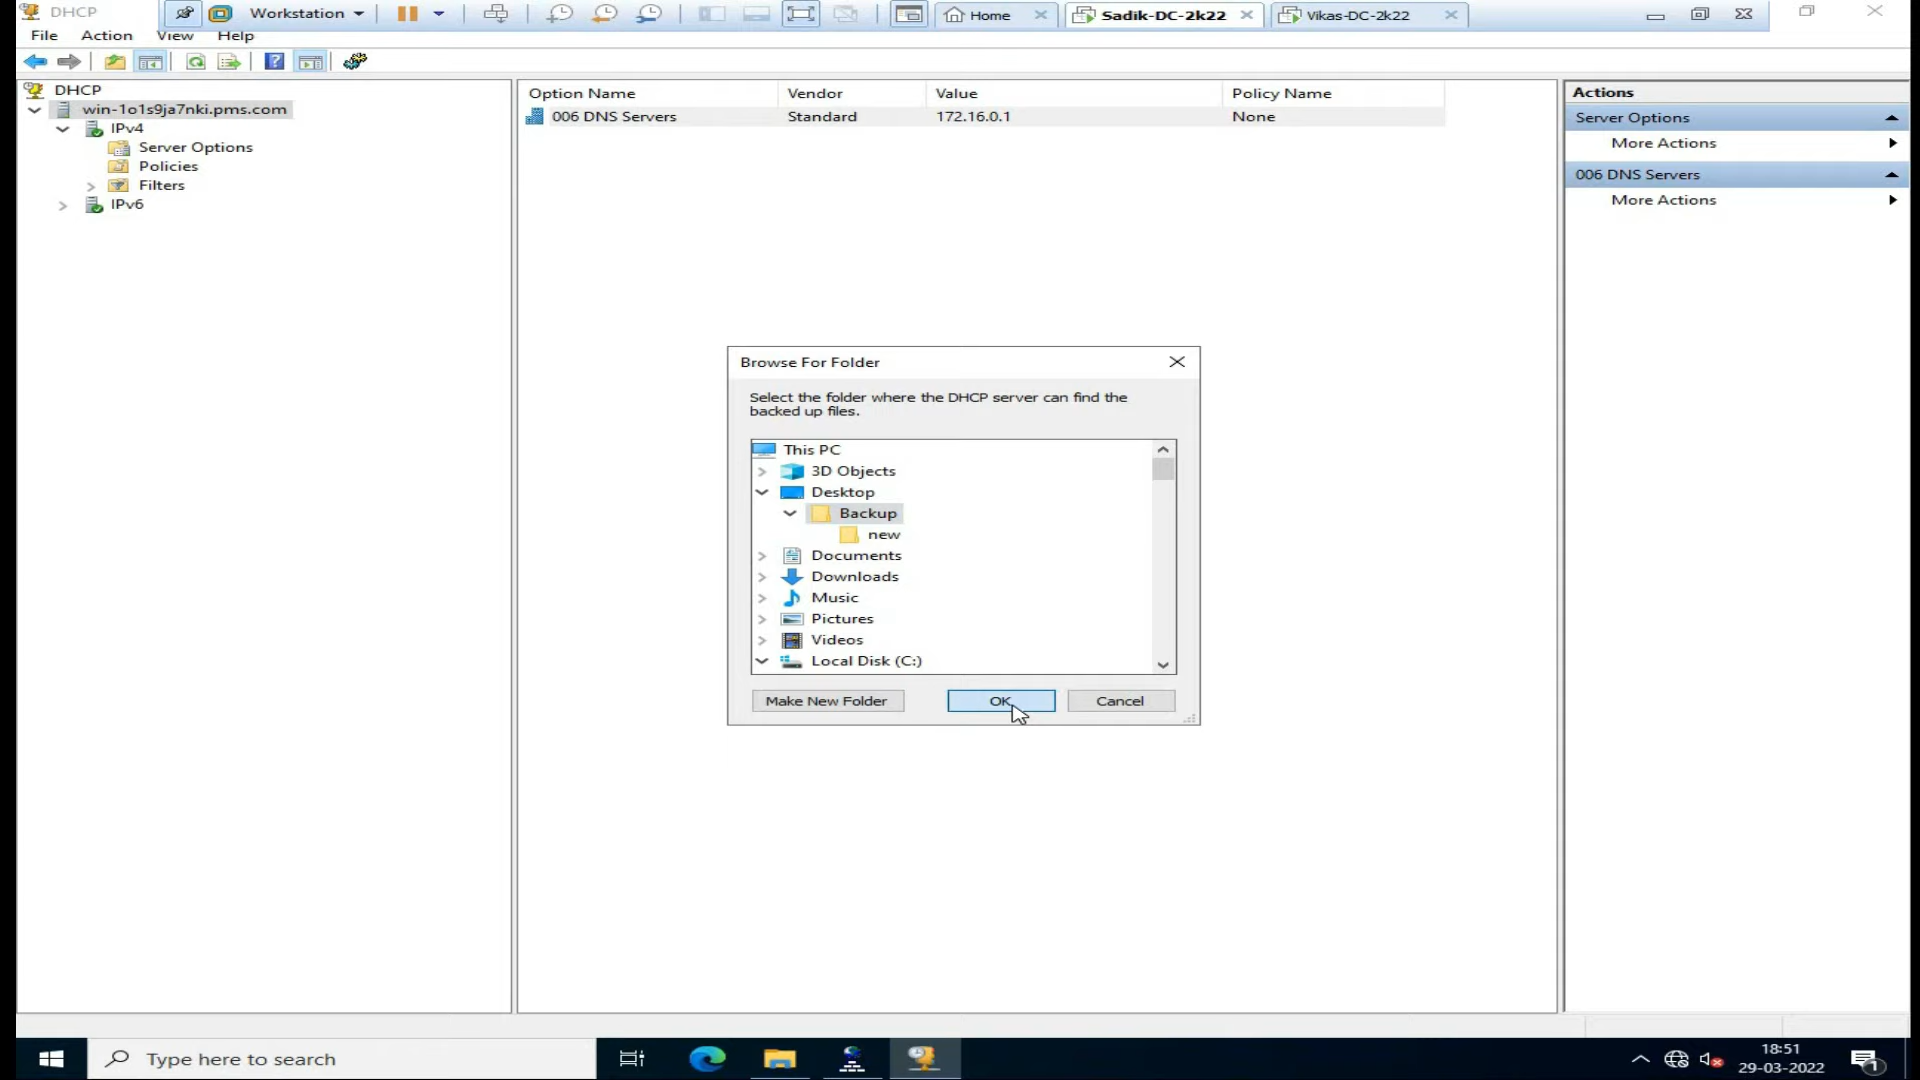 DHCP
Workstation
Home
Sadik-DC-2k22
Vikas-DC-2k22
File Action View Help
DHCP
win-1o1s9ja7nki.pms.com
IPv4
Server Options
Policies
Filters
IPv6
Option Name Vendor Value Policy Name
006 DNS Servers Standard 172.16.0.1 None
Actions
Server Options
More Actions
006 DNS Servers
More Actions
Browse For Folder
Select the folder where the DHCP server can find the
backed up files.
This PC
3D Objects
Desktop
Backup
new
Documents
Downloads
Music
Pictures
Videos
Local Disk (C:)
Make New Folder OK Cancel
Type here to search
18:51
29-03-2022
1